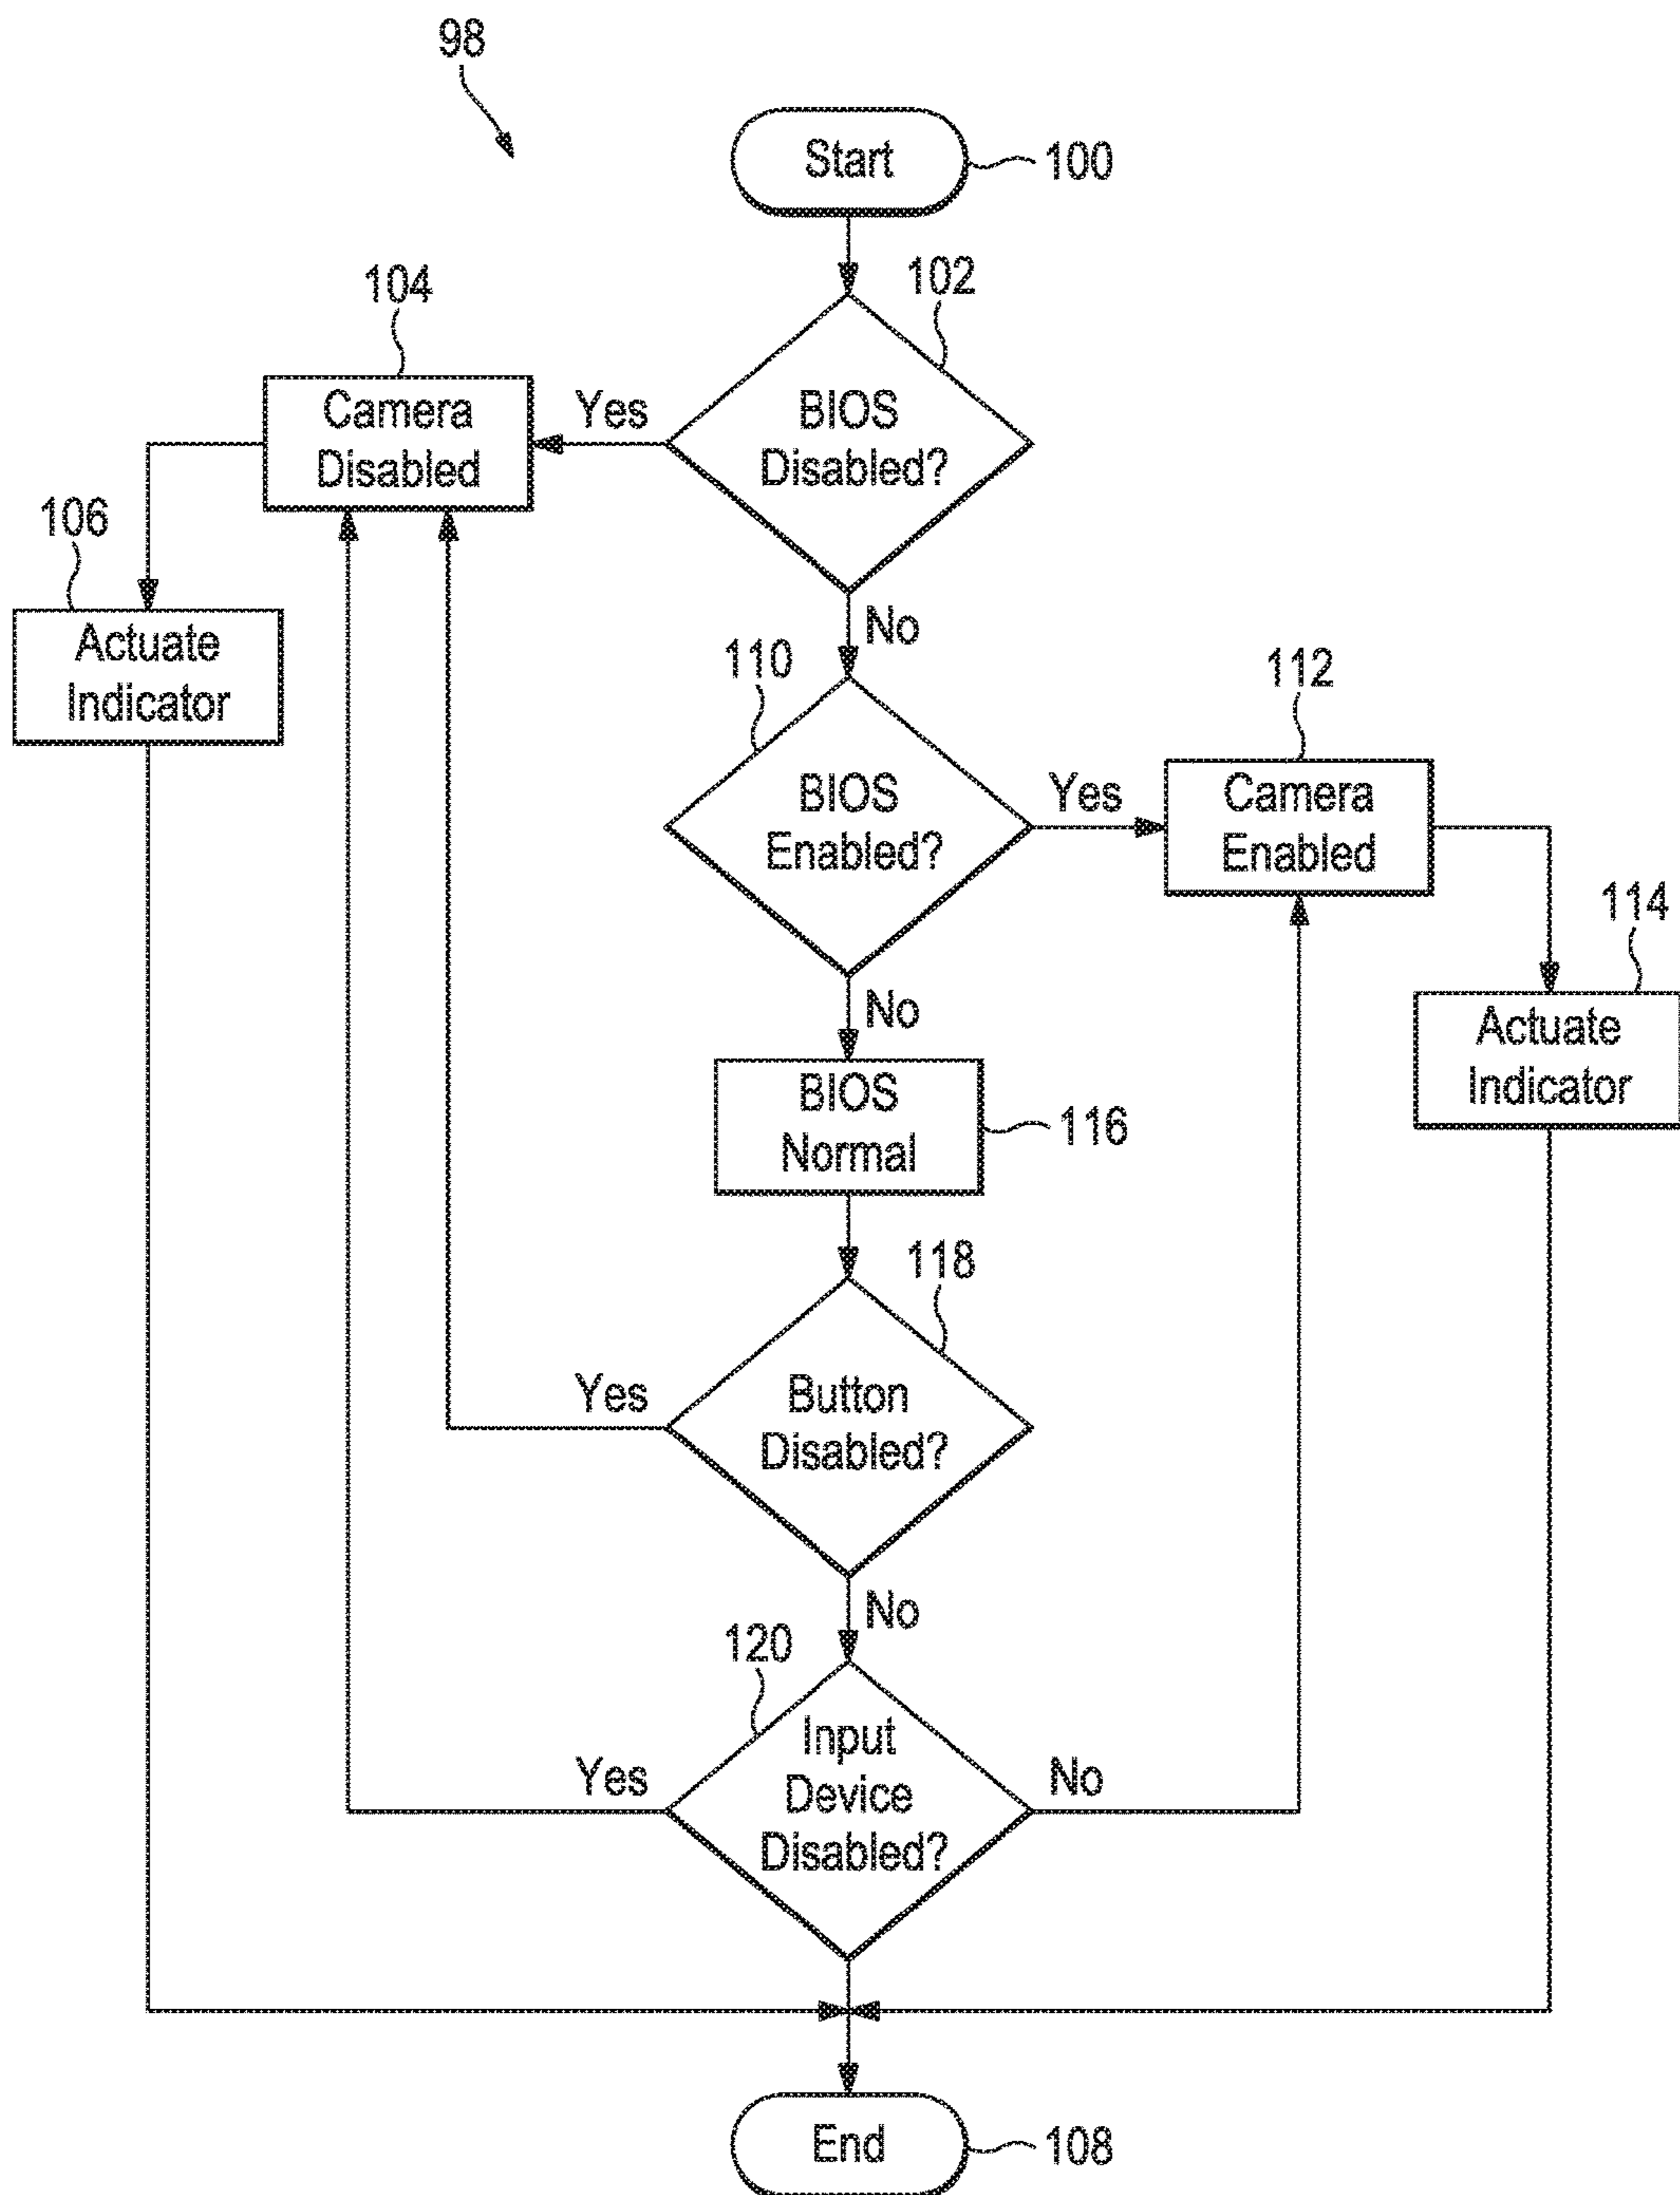 98
Start
100
102
104
BIOS
Disabled?
Yes
Camera
Disabled
106
Actuate
Indicator
No
110
BIOS
Enabled?
Yes
112
Camera
Enabled
114
Actuate
Indicator
No
BIOS
Normal
116
118
Button
Disabled?
Yes
No
120
Input
Device
Disabled?
Yes
No
End
108